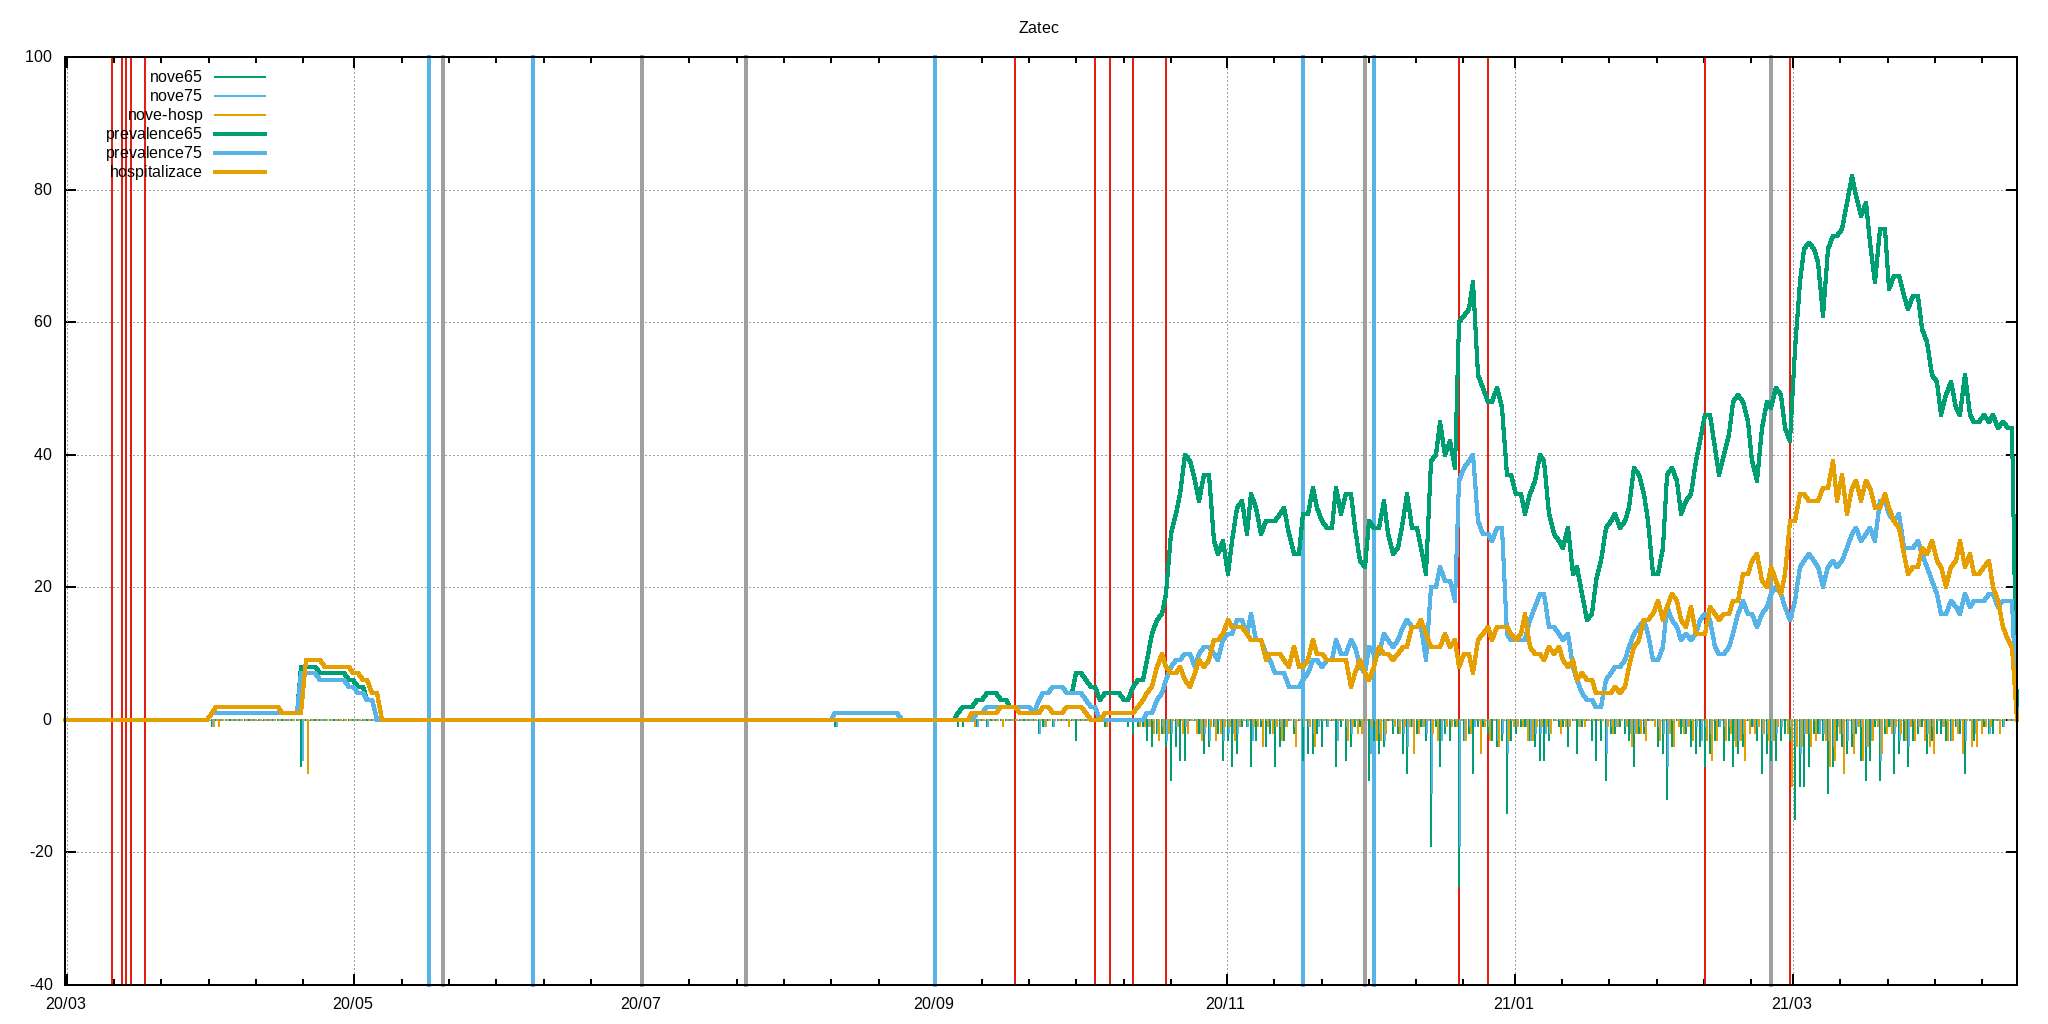 Zatec
100
nove65
nove75
nove-hosp
prevalence65
prevalence75
hospitalizace
80
60
40
20
0
-20
-40
20/03 20/05 20/07 20/09 20/11 21/01 21/03